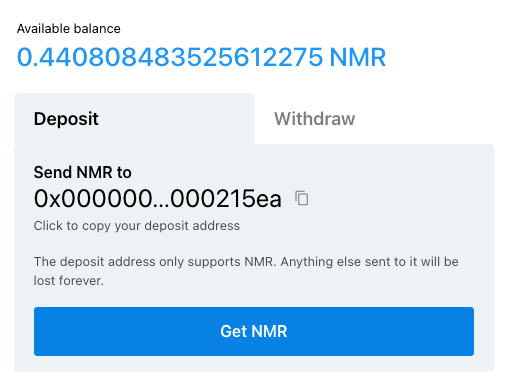 Available balance
0.440808483525612275 NMR
Deposit
Withdraw
Send NMR to
0x000000...000215ea
Click to copy your deposit address
The deposit address only supports NMR. Anything else sent to it will be
lost forever.
Get NMR